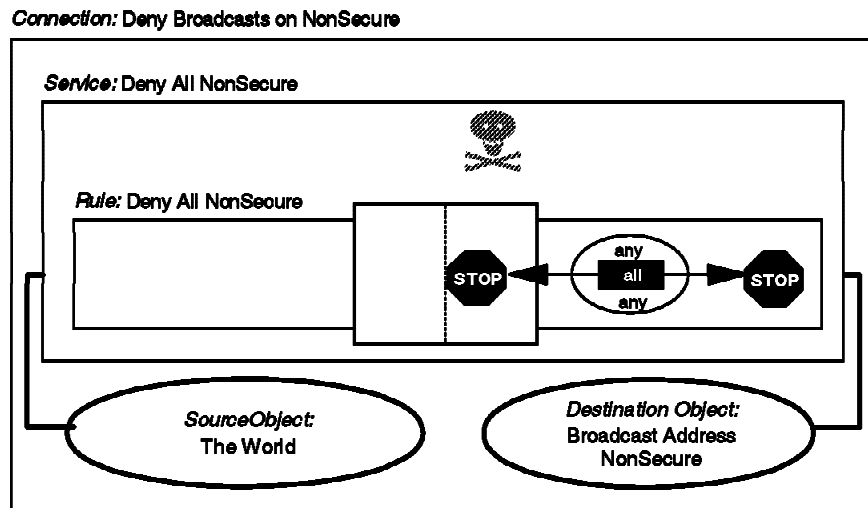 Connection: Deny Broadcasts on NonSecure
Service: Deny All NonSecure
Rule: Deny All NonSecure
any
STOP
all
STOP
any
SourceObject:
The World
Destination Object:
Broadcast Address
NonSecure